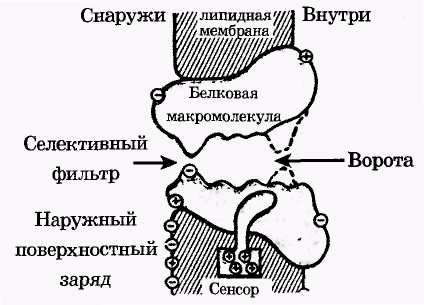 Снаружи
липидная
мембрана
Внутри
Белковая
макромолекула
Селективный
фильтр
Ворота
Наружный
поверхностный
заряд
Сенсор